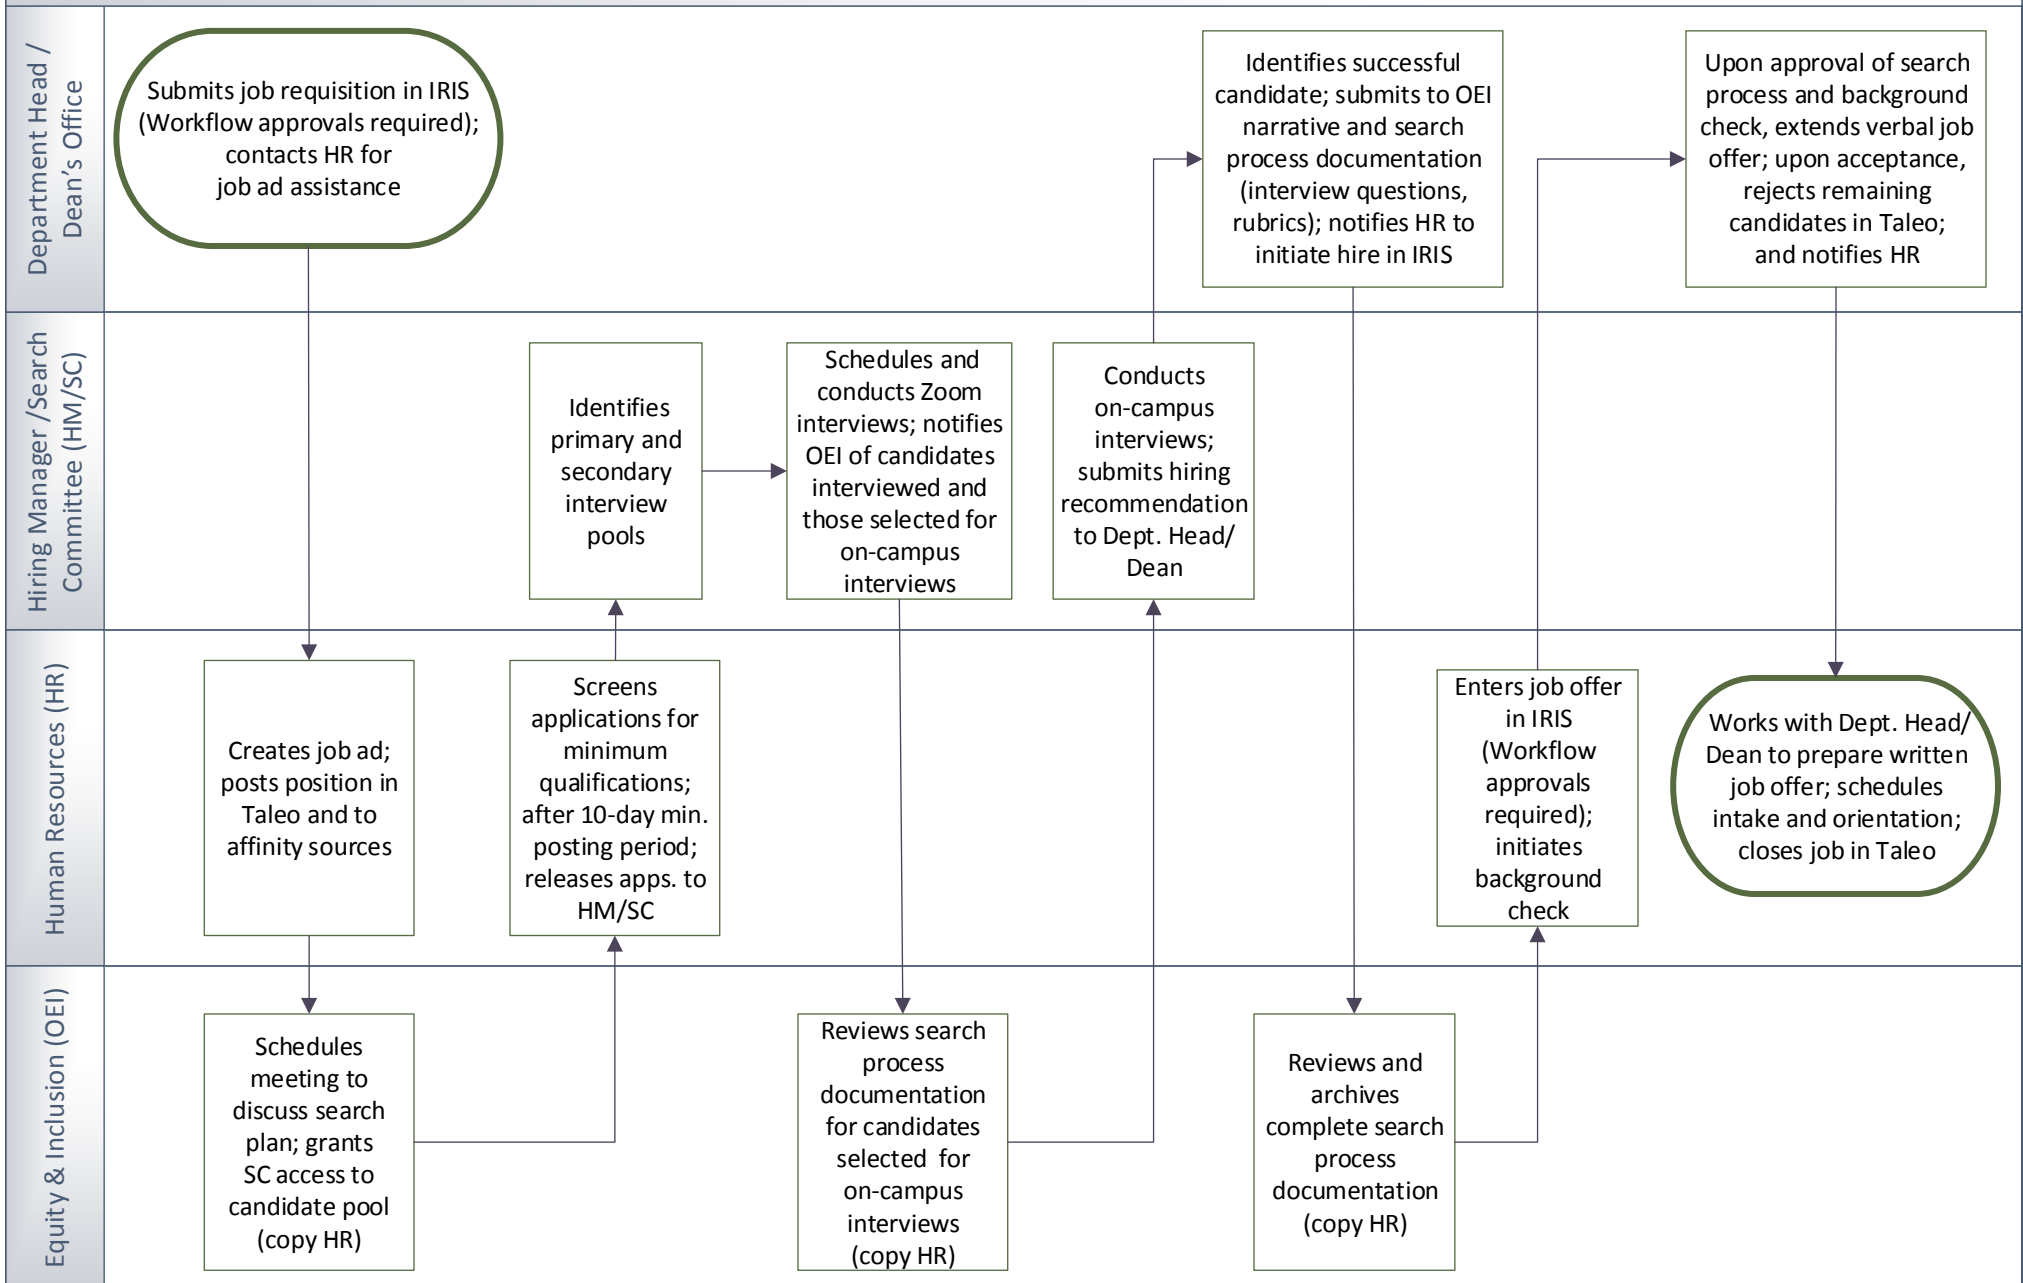 Department Head /
Dean's Office
Submits job requisition in IRIS
(Workflow approvals required);
contacts HR for
job ad assistance
Identifies successful
candidate; submits to OEI
narrative and search
process documentation
(interview questions,
rubrics); notifies HR to
initiate hire in IRIS
Upon approval of search
process and background
check, extends verbal job
offer; upon acceptance,
rejects remaining
candidates in Taleo;
and notifies HR
Hiring Manager /Search
Committee (HM/SC)
Identifies
primary and
secondary
interview
pools
Schedules and
conducts Zoom
interviews; notifies
OEI of candidates
interviewed and
those selected for
on-campus
interviews
Conducts
on-campus
interviews;
submits hiring
recommendation
to Dept. Head/
Dean
Human Resources (HR)
Creates job ad;
posts position in
Taleo and to
affinity sources
Screens
applications for
minimum
qualifications;
after 10-day min.
posting period;
releases apps. to
HM/SC
Enters job offer
in IRIS
(Workflow
approvals
required);
initiates
background
check
Works with Dept. Head/
Dean to prepare written
job offer; schedules
intake and orientation;
closes job in Taleo
Equity & Inclusion (OEI)
Schedules
meeting to
discuss search
plan; grants
SC access to
candidate pool
(copy HR)
Reviews search
process
documentation
for candidates
selected for
on-campus
interviews
(copy HR)
Reviews and
archives
complete search
process
documentation
(copy HR)